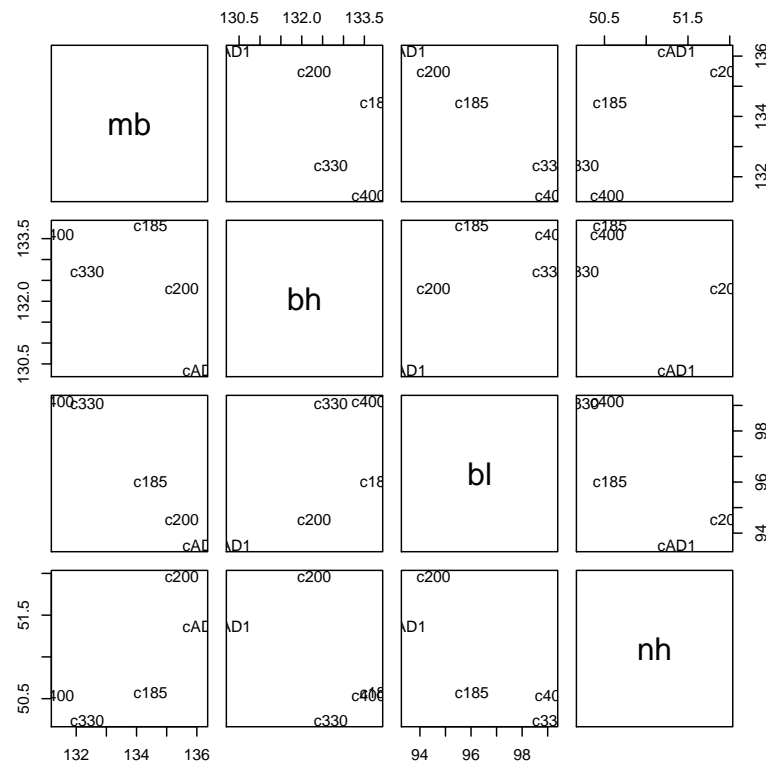 130.5 132.0 133.5 50.5 51.5
AD1 AD1 cAD1 136
c200 c200 c20
c18 c185 c185
134
mb
c330 c33 330
132
c400 c40 c400
c185 c185 c185
133.5 400 c40 c400
c330 c33 330
bh
132.0 c200 c200 c20
130.5 cAD AD1 cAD1
400 c330 c330 c400 330 c400
98
bl
c185 c18 c185 96
c200 c200 c20
94
cAD AD1 cAD1
c200 c200 c200
51.5 cAD AD1 AD1
nh
50.5 400 c185 c400 c18 c185 c40
c330 c330 c33
132 134 136 94 96 98